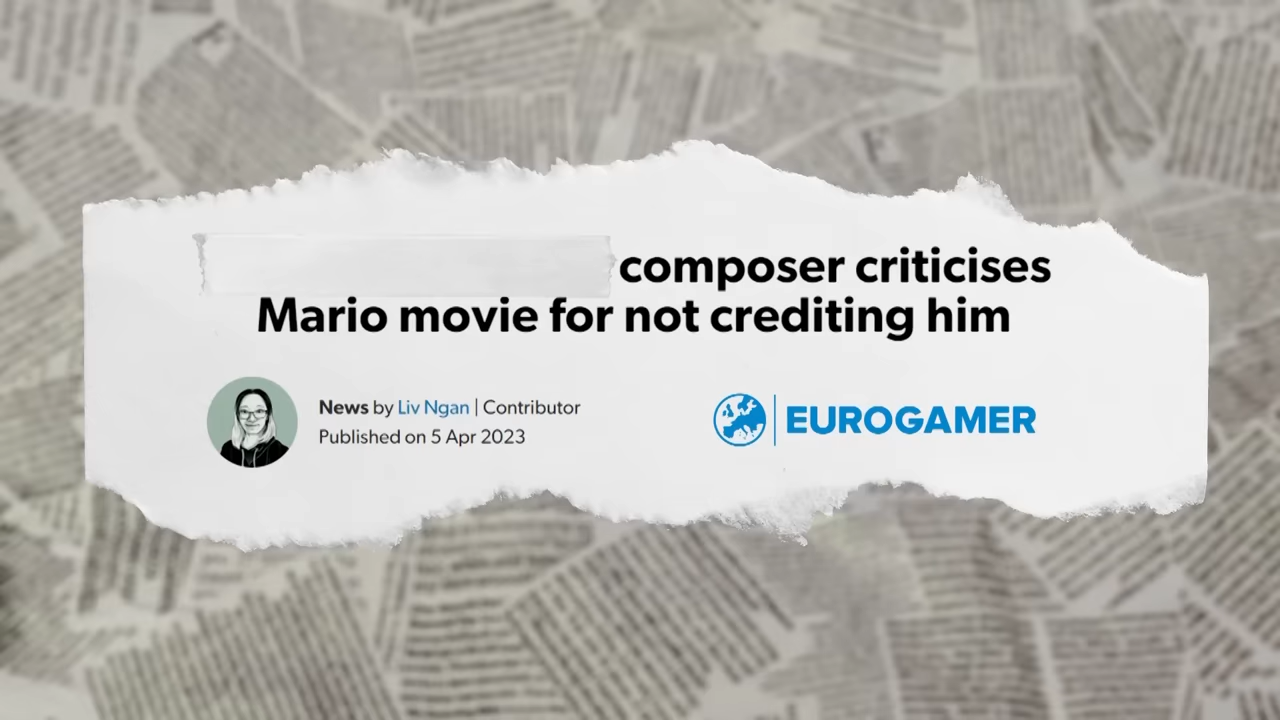 composer criticises
Mario movie for not crediting him
News by Liv Ngan | Contributor
Published on 5 Apr 2023
EUROGAMER